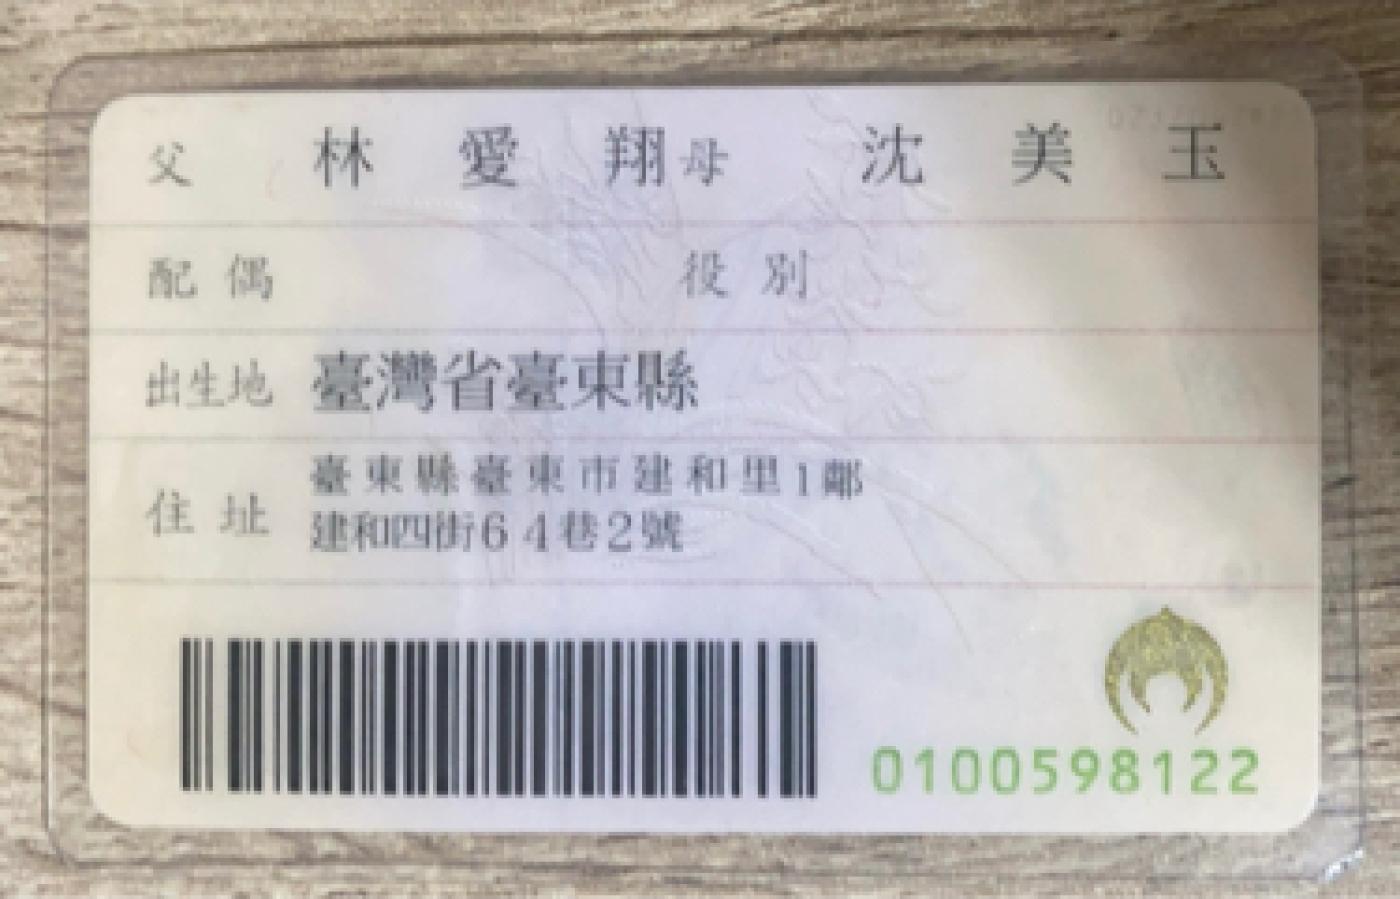 父 林愛翔 母 沈美玉
配偶 役別
出生地 臺灣省臺東縣
住址 臺東縣臺東市建和里1鄰
建和四街64巷2號
0100598122